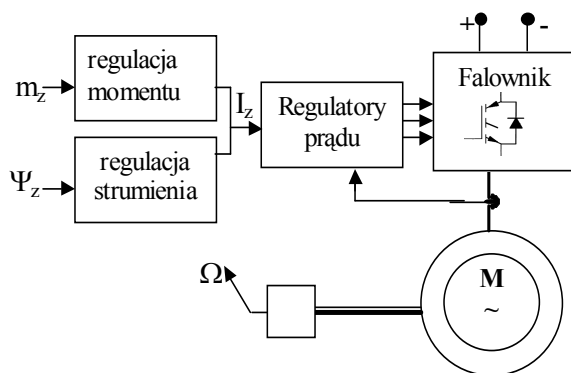 + -
regulacja
momentu
m_z
I_z
Regulatory
prądu
Falownik
regulacja
strumienia
Ψ_z
Ω
M
~